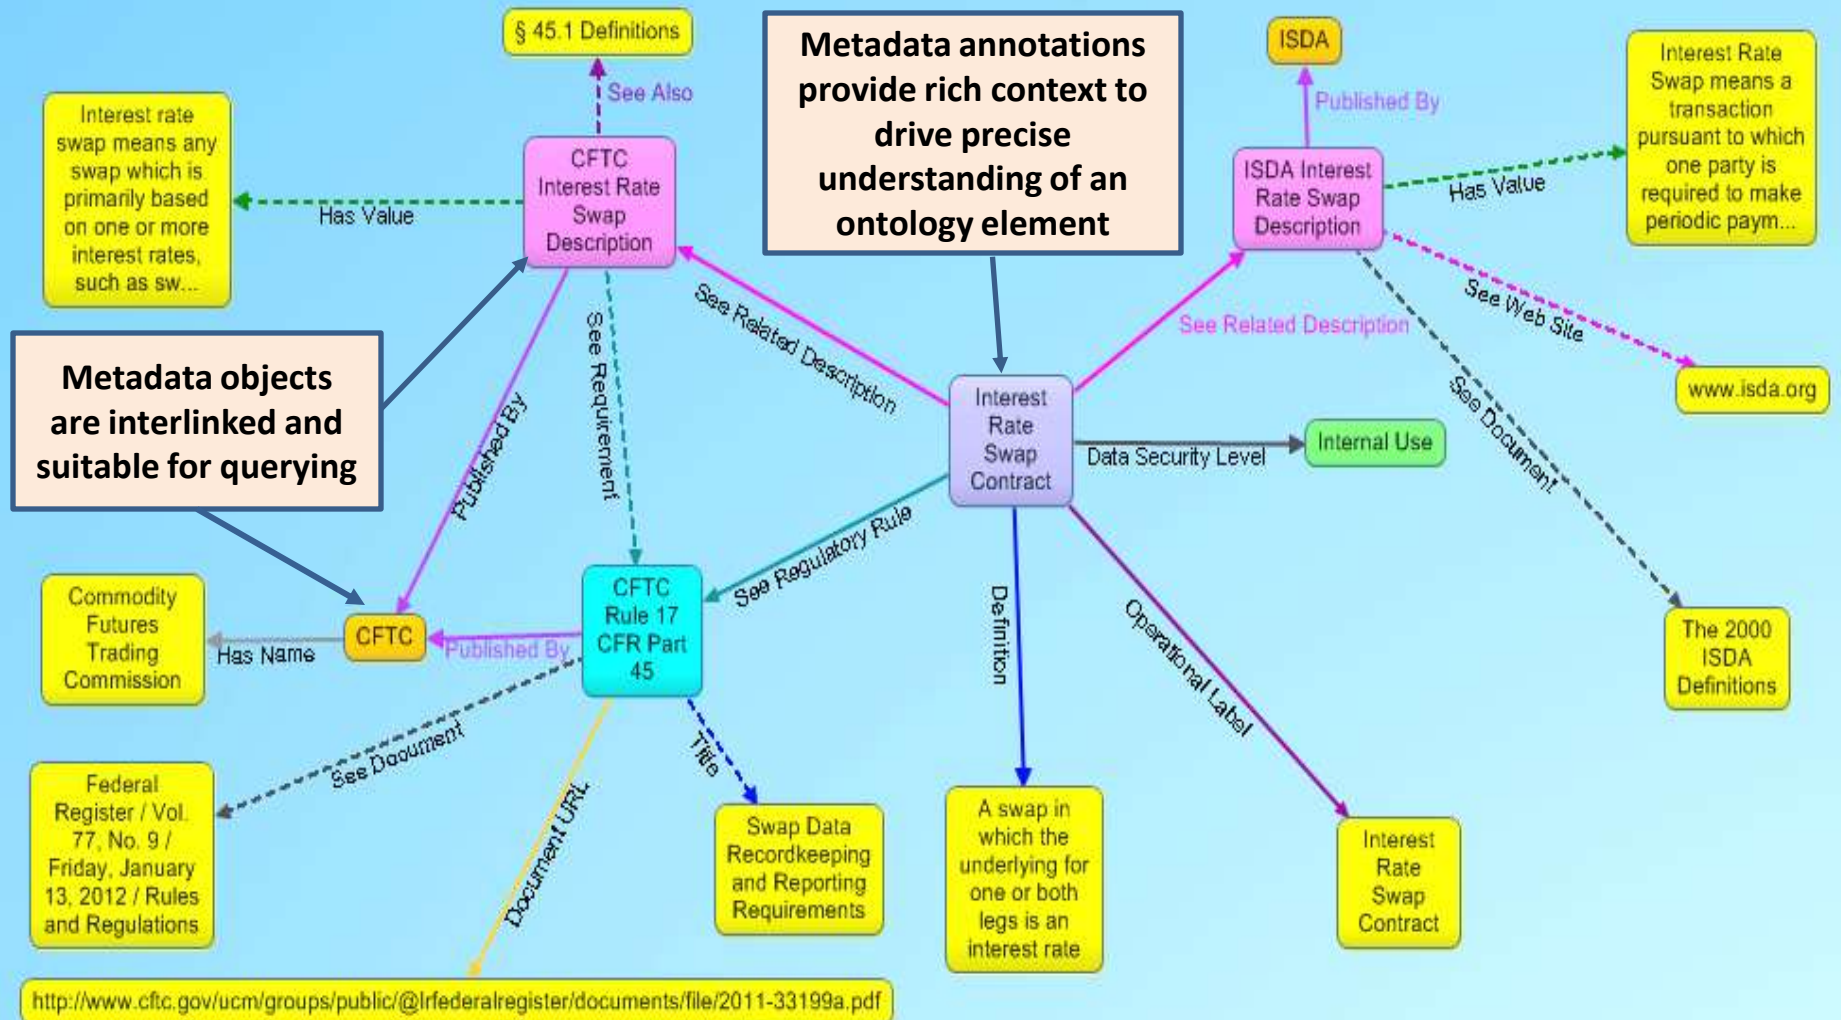 § 45.1 Definitions
See Also
Interest rate
swap means any
swap which is
primarily based
on one or more
interest rates,
such as sw...
Has Value
CFTC
Interest Rate
Swap
Description
Metadata annotations
provide rich context to
drive precise
understanding of an
ontology element
ISDA
Published By
ISDA Interest
Rate Swap
Description
Has Value
Interest Rate
Swap means a
transaction
pursuant to which
one party is
required to make
periodic paym...
See Related Description
See Related Description
See Web Site
www.isda.org
See Document
The 2000
ISDA
Definitions
Metadata objects
are interlinked and
suitable for querying
Published By
See Requirement
Interest
Rate
Swap
Contract
Data Security Level
Internal Use
See Regulatory Rule
Definition
Operational Label
Commodity
Futures
Trading
Commission
Has Name
CFTC
Published By
CFTC
Rule 17
CFR Part
45
See Document
Federal
Register / Vol.
77, No. 9 /
Friday, January
13, 2012 / Rules
and Regulations
Document URL
Title
Swap Data
Recordkeeping
and Reporting
Requirements
A swap in
which the
underlying for
one or both
legs is an
interest rate
Interest
Rate
Swap
Contract
http://www.cftc.gov/ucm/groups/public/@lrfederalregister/documents/file/2011-33199a.pdf